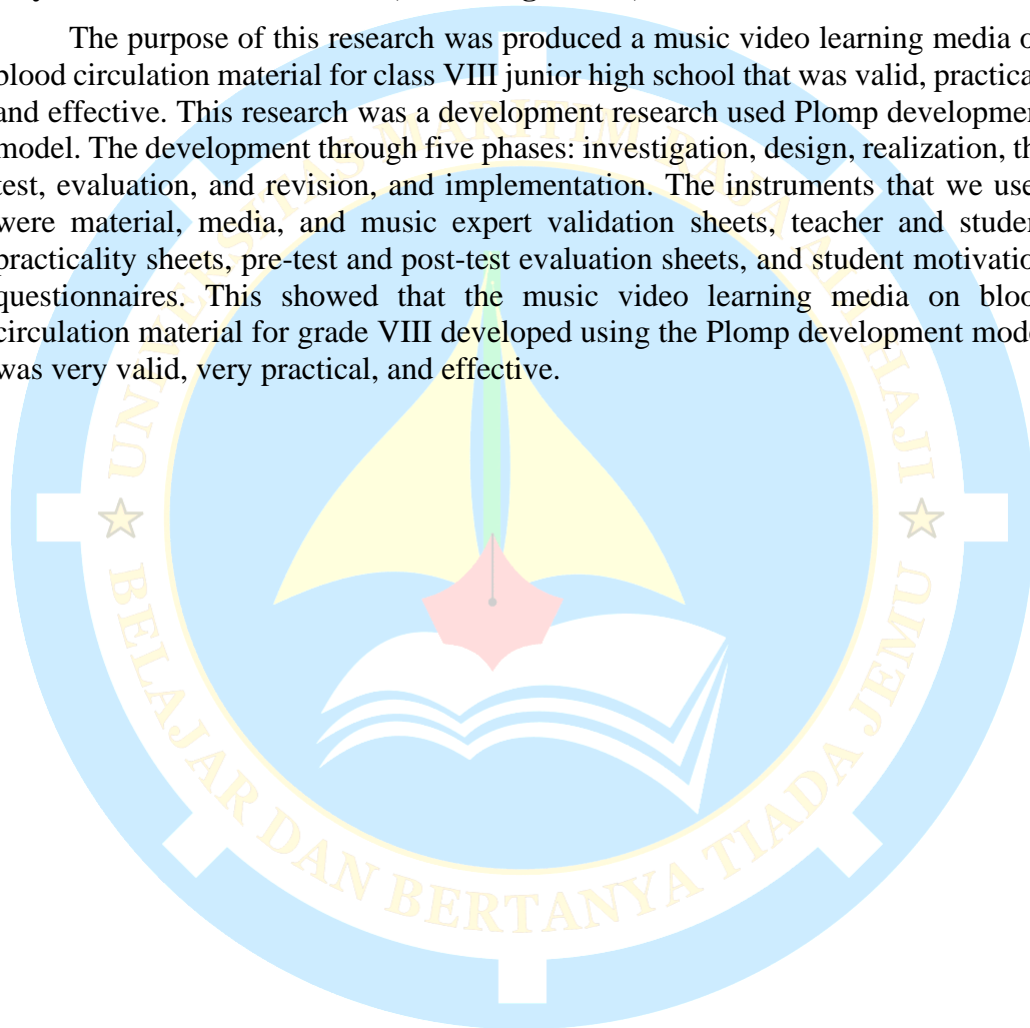 The purpose of this research was produced a music video learning media o
blood circulation material for class VIII junior high school that was valid, practica
and effective. This research was a development research used Plomp developmen
model. The development through five phases: investigation, design, realization, th
test, evaluation, and revision, and implementation. The instruments that we use
were material, media, and music expert validation sheets, teacher and studen
practicality sheets, pre-test and post-test evaluation sheets, and student motivatio
questionnaires. This showed that the music video learning media on bloo
circulation material for grade VIII developed using the Plomp development mode
was very valid, very practical, and effective.
UNIVERSITAS MARITIM RAJA ALI HAJI
BELAJAR DAN BERTANYA TIADA JEMU